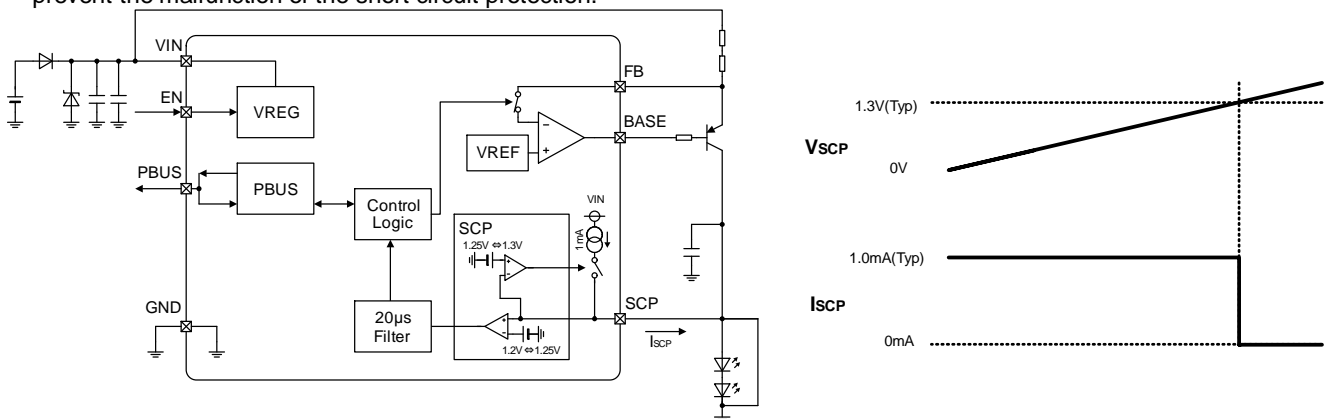 prevent the malfunction of the short circuit protection.
VIN
FB
EN
VREG
BASE
VREF
PBUS
PBUS
Control
Logic
VIN
1mA
SCP
1.25V ⇔1.3V
GND
20µs
Filter
SCP
ISCP
1.2V ⇔1.25V
1.3V(Typ)
VSCP
0V
1.0mA(Typ)
ISCP
0mA